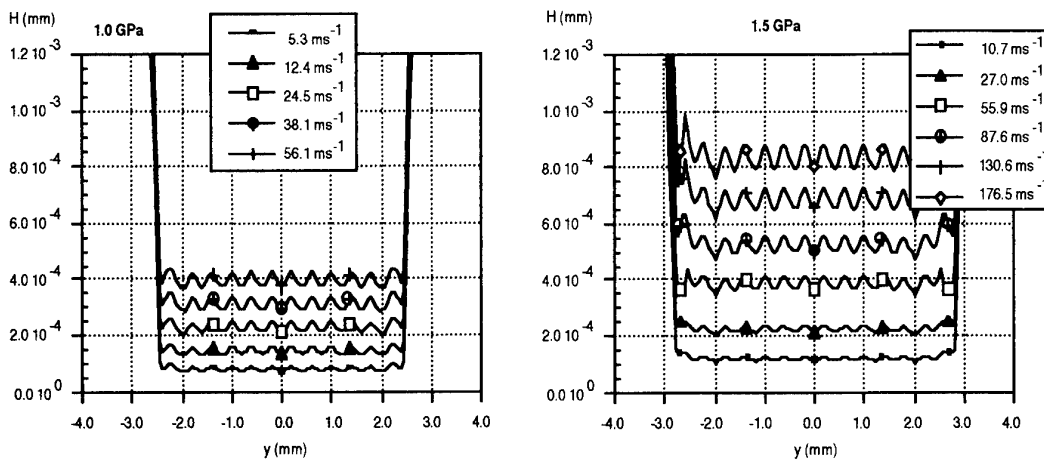 H (mm)
1.0 GPa
5.3 ms-1
12.4 ms-1
24.5 ms-1
38.1 ms-1
56.1 ms-1
1.2 10-3
1.0 10-3
8.0 10-4
6.0 10-4
4.0 10-4
2.0 10-4
0.0 100
-4.0 -3.0 -2.0 -1.0 0.0 1.0 2.0 3.0 4.0
y (mm)
H (mm)
1.5 GPa
10.7 ms-1
27.0 ms-1
55.9 ms-1
87.6 ms-1
130.6 ms-1
176.5 ms-1
1.2 10-3
1.0 10-3
8.0 10-4
6.0 10-4
4.0 10-4
2.0 10-4
0.0 100
-4.0 -3.0 -2.0 -1.0 0.0 1.0 2.0 3.0 4.0
y (mm)